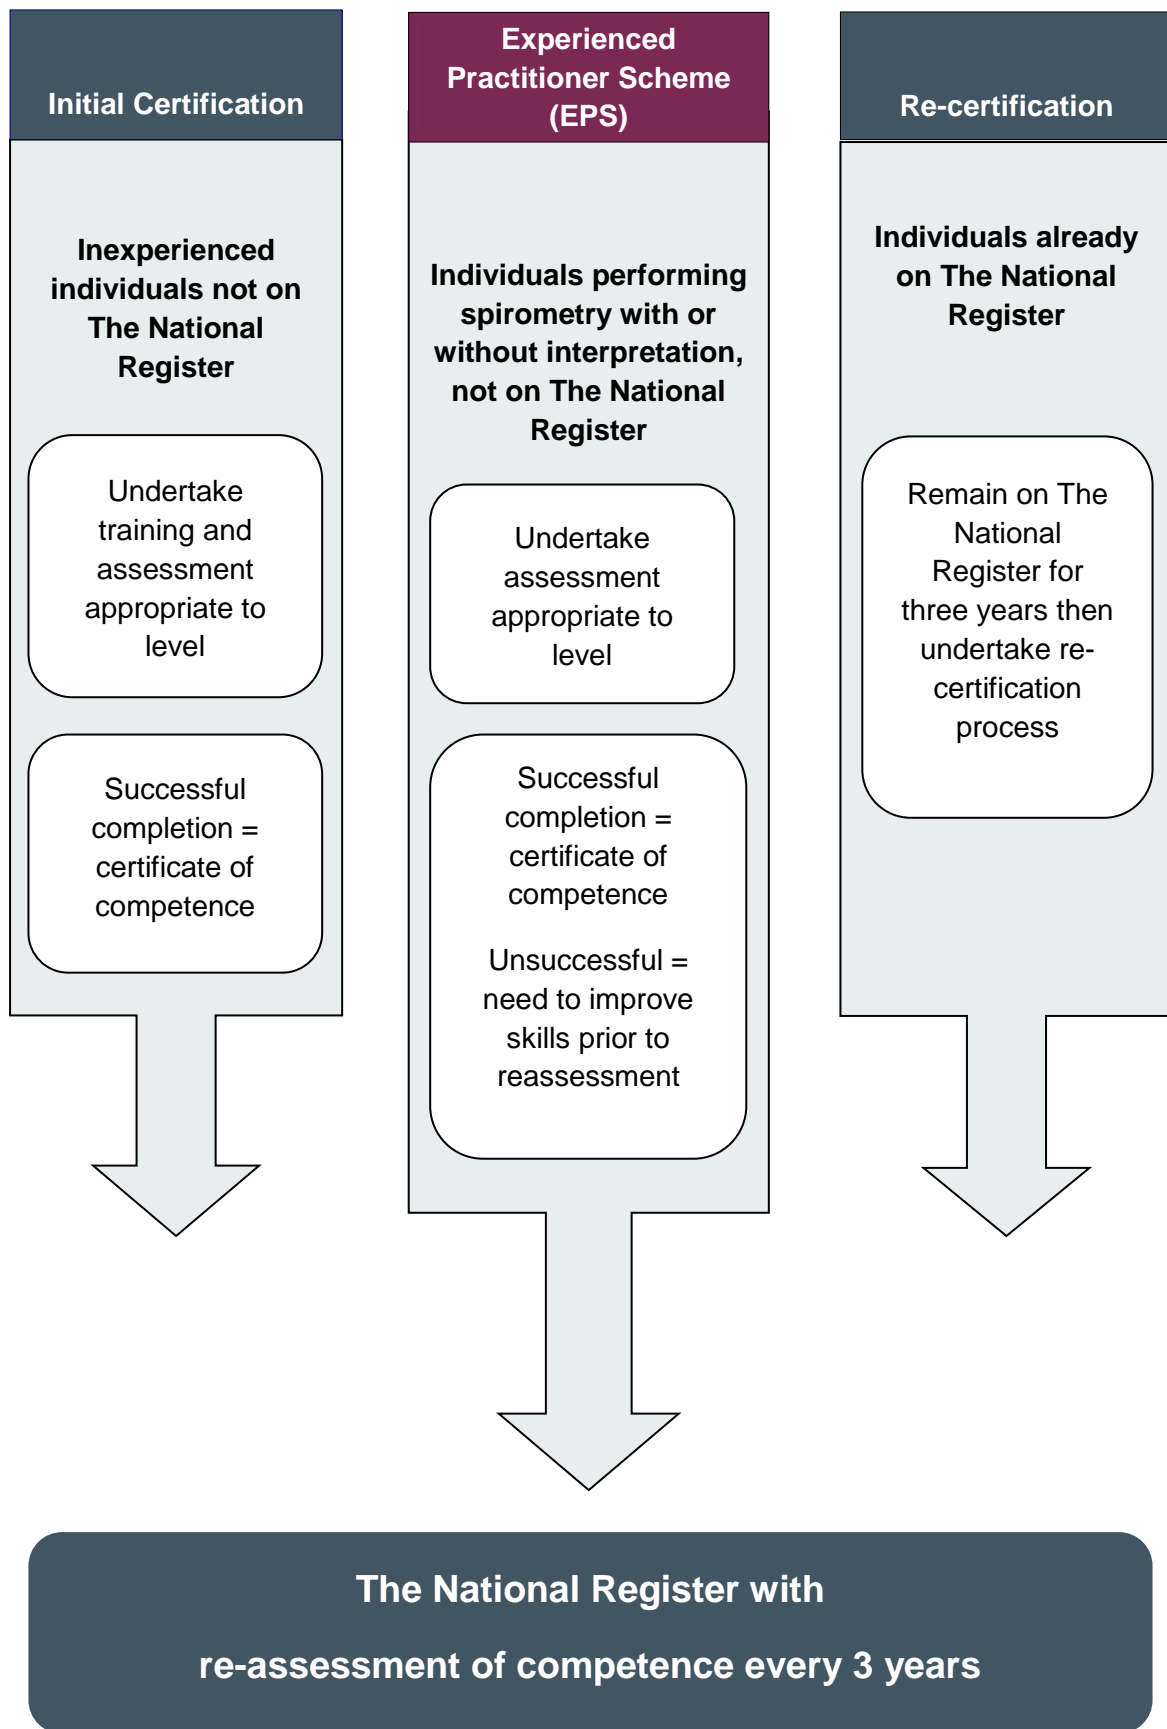 Initial Certification
Inexperienced
individuals not on
The National
Register
Undertake
training and
assessment
appropriate to
level
Successful
completion =
certificate of
competence
Experienced
Practitioner Scheme
(EPS)
Individuals performing
spirometry with or
without interpretation,
not on The National
Register
Undertake
assessment
appropriate to
level
Successful
completion =
certificate of
competence
Unsuccessful =
need to improve
skills prior to
reassessment
Re-certification
Individuals already
on The National
Register
Remain on The
National
Register for
three years then
undertake re-
certification
process
The National Register with
re-assessment of competence every 3 years